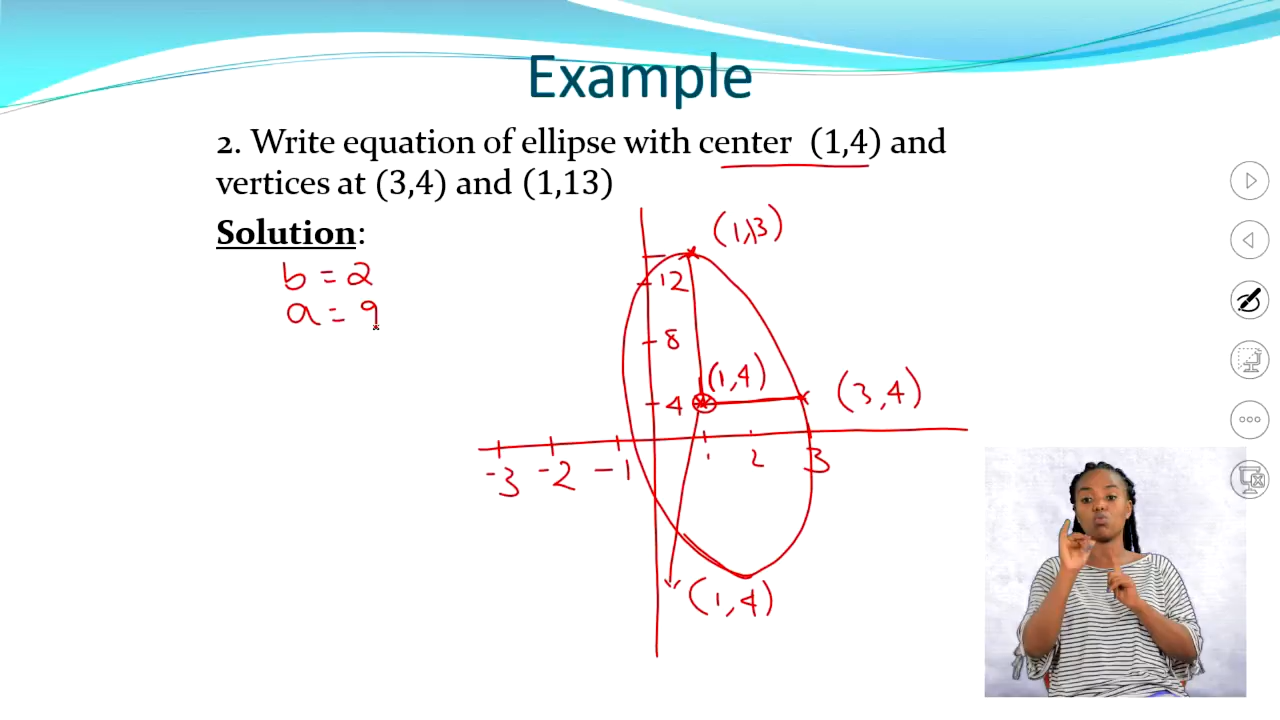 Example
2. Write equation of ellipse with center (1,4) and
vertices at (3,4) and (1,13)
Solution:
b = 2
a = 9
(1,13)
12
8
(1,4)
4
(3,4)
-3 -2 -1 1 2 3
(1,4)